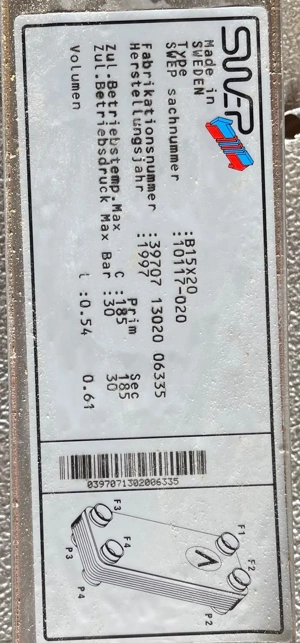 SWEP
Made in
SWEDEN
Type :B15X20
SWEP sachnummer :10117-020
Fabrikationsnummer :39707 13020 06335
Herstellungsjahr :1997
Prim Sec
Zul.Betriebstemp.Max C :185 185
Zul.Betriebsdruck Max Bar :30 30
Volumen l :0.54 0.61
0397071302006335
F1
F2
F3
F4
P2
P3
P4